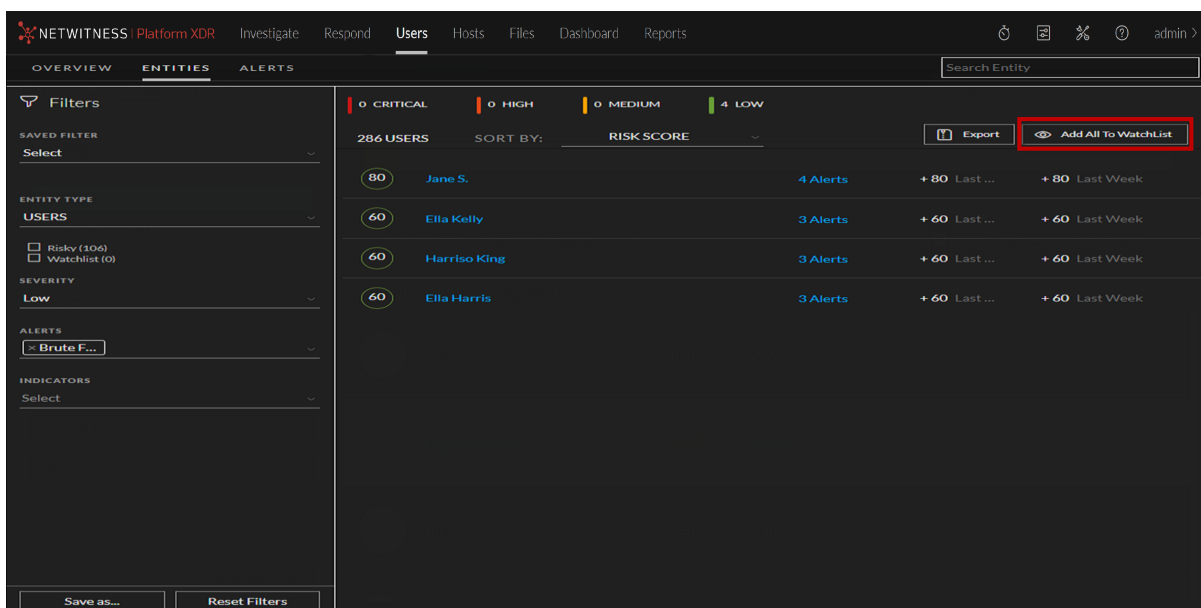 NETWITNESS Platform XDR Investigate Respond Users Hosts Files Dashboard Reports admin >
OVERVIEW ENTITIES ALERTS Search Entity
Filters
SAVED FILTER
Select
ENTITY TYPE
USERS
Risky (106)
Watchlist (0)
SEVERITY
Low
ALERTS
× Brute F...
INDICATORS
Select
Save as... Reset Filters
0 CRITICAL 0 HIGH 0 MEDIUM 4 LOW
286 USERS SORT BY: RISK SCORE Export Add All To WatchList
80 Jane S. 4 Alerts + 80 Last ... + 80 Last Week
60 Ella Kelly 3 Alerts + 60 Last ... + 60 Last Week
60 Harriso King 3 Alerts + 60 Last ... + 60 Last Week
60 Ella Harris 3 Alerts + 60 Last ... + 60 Last Week